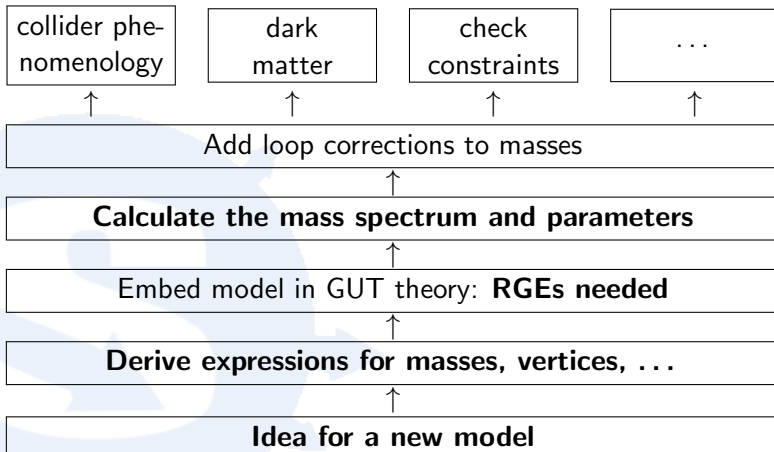 collider phe-
nomenology
dark
matter
check
constraints
. . .
↑ ↑ ↑ ↑
Add loop corrections to masses
↑
Calculate the mass spectrum and parameters
↑
Embed model in GUT theory: RGEs needed
↑
Derive expressions for masses, vertices, . . .
↑
Idea for a new model